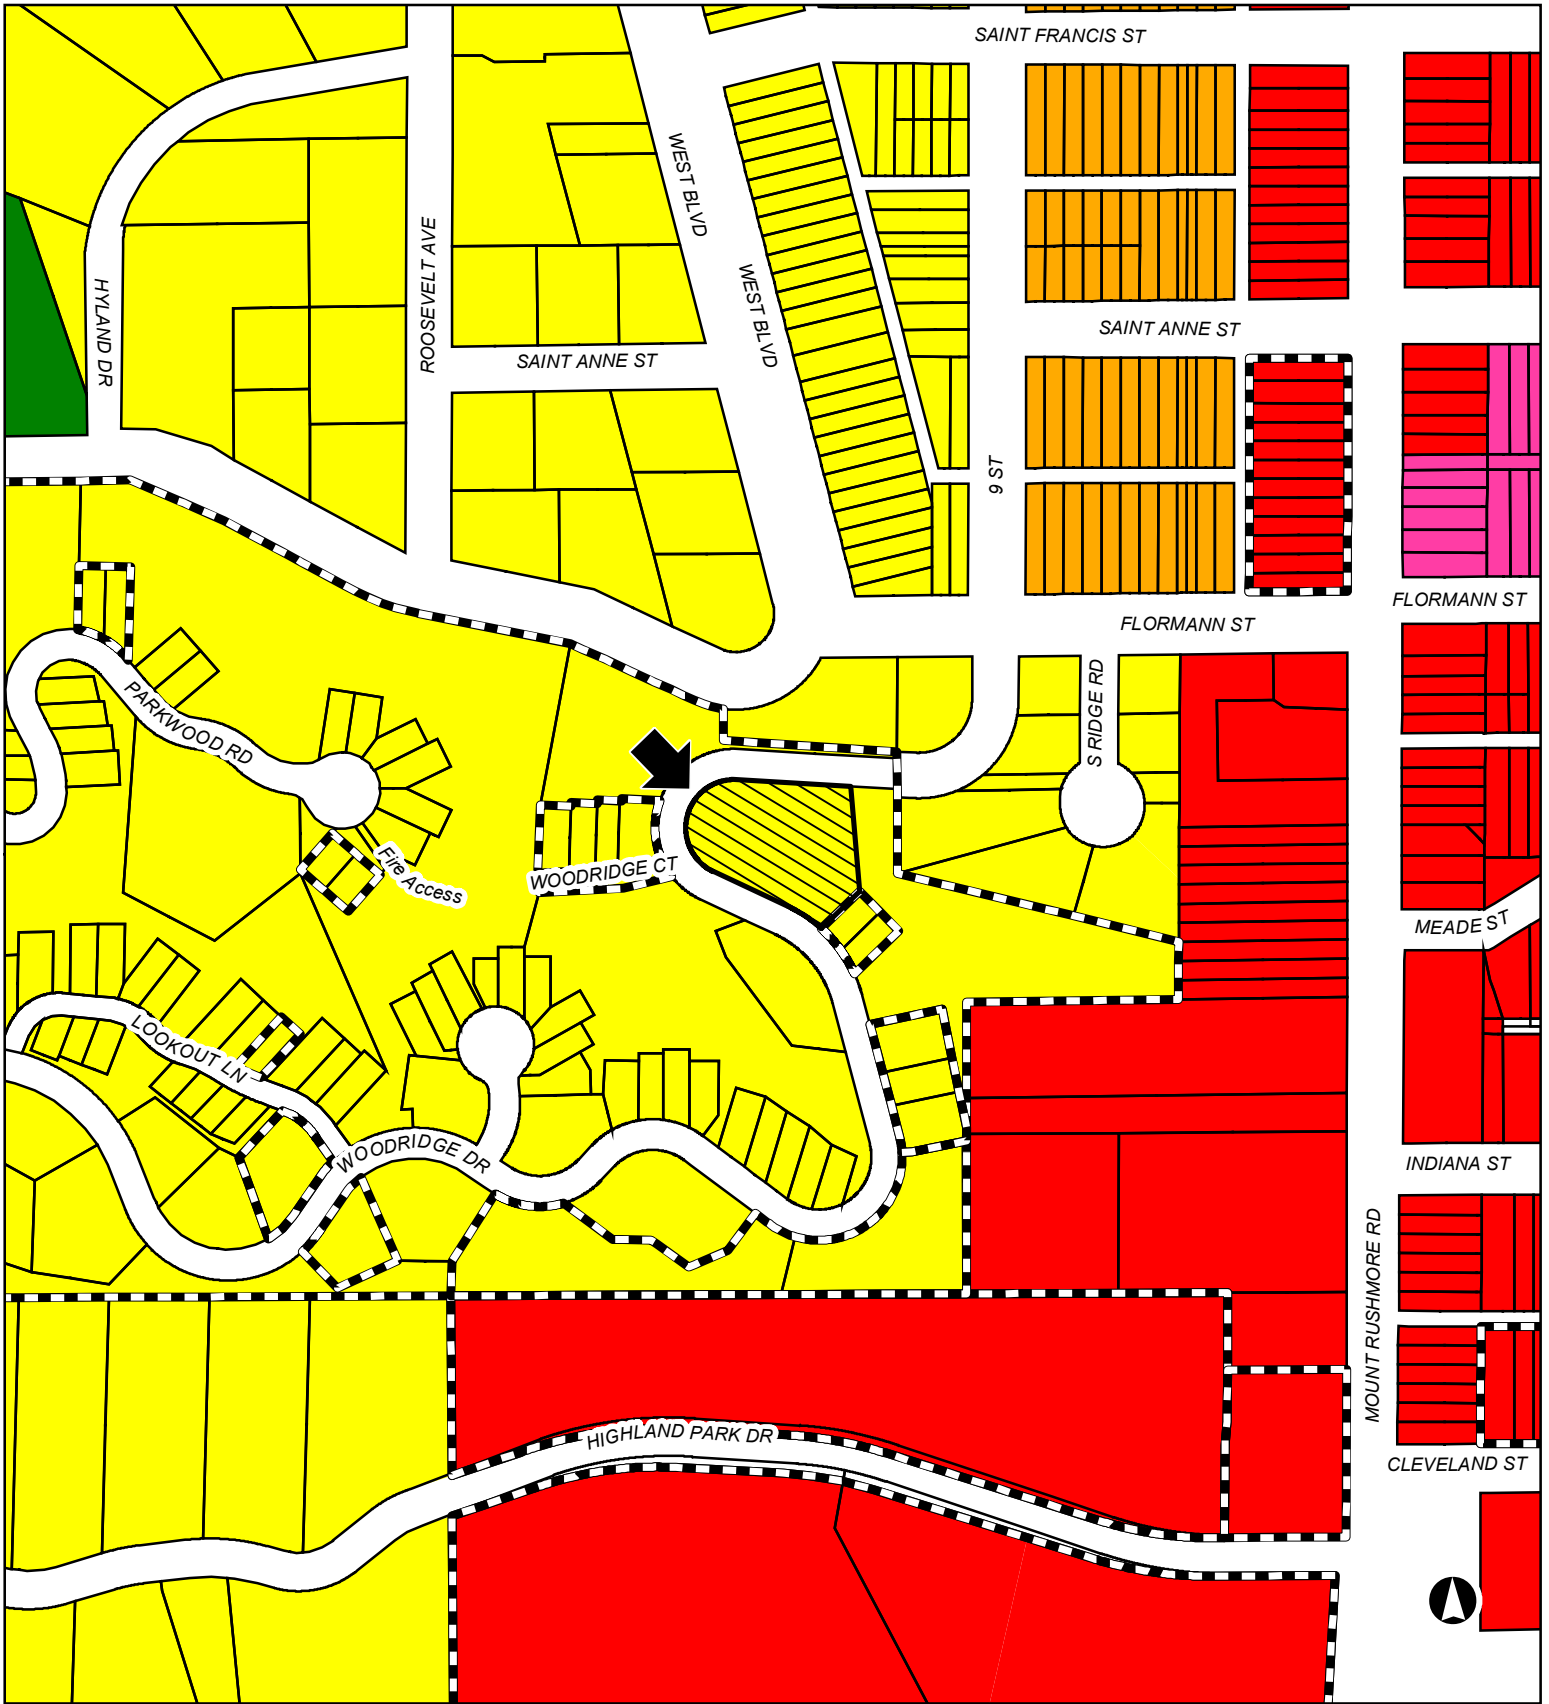 SAINT FRANCIS ST
WEST BLVD
ROOSEVELT AVE
HYLAND DR
WEST BLVD
SAINT ANNE ST
SAINT ANNE ST
9 ST
FLORMANN ST
FLORMANN ST
S RIDGE RD
PARKWOOD RD
Fire Access
WOODRIDGE CT
MEADE ST
LOOKOUT LN
WOODRIDGE DR
INDIANA ST
MOUNT RUSHMORE RD
HIGHLAND PARK DR
CLEVELAND ST